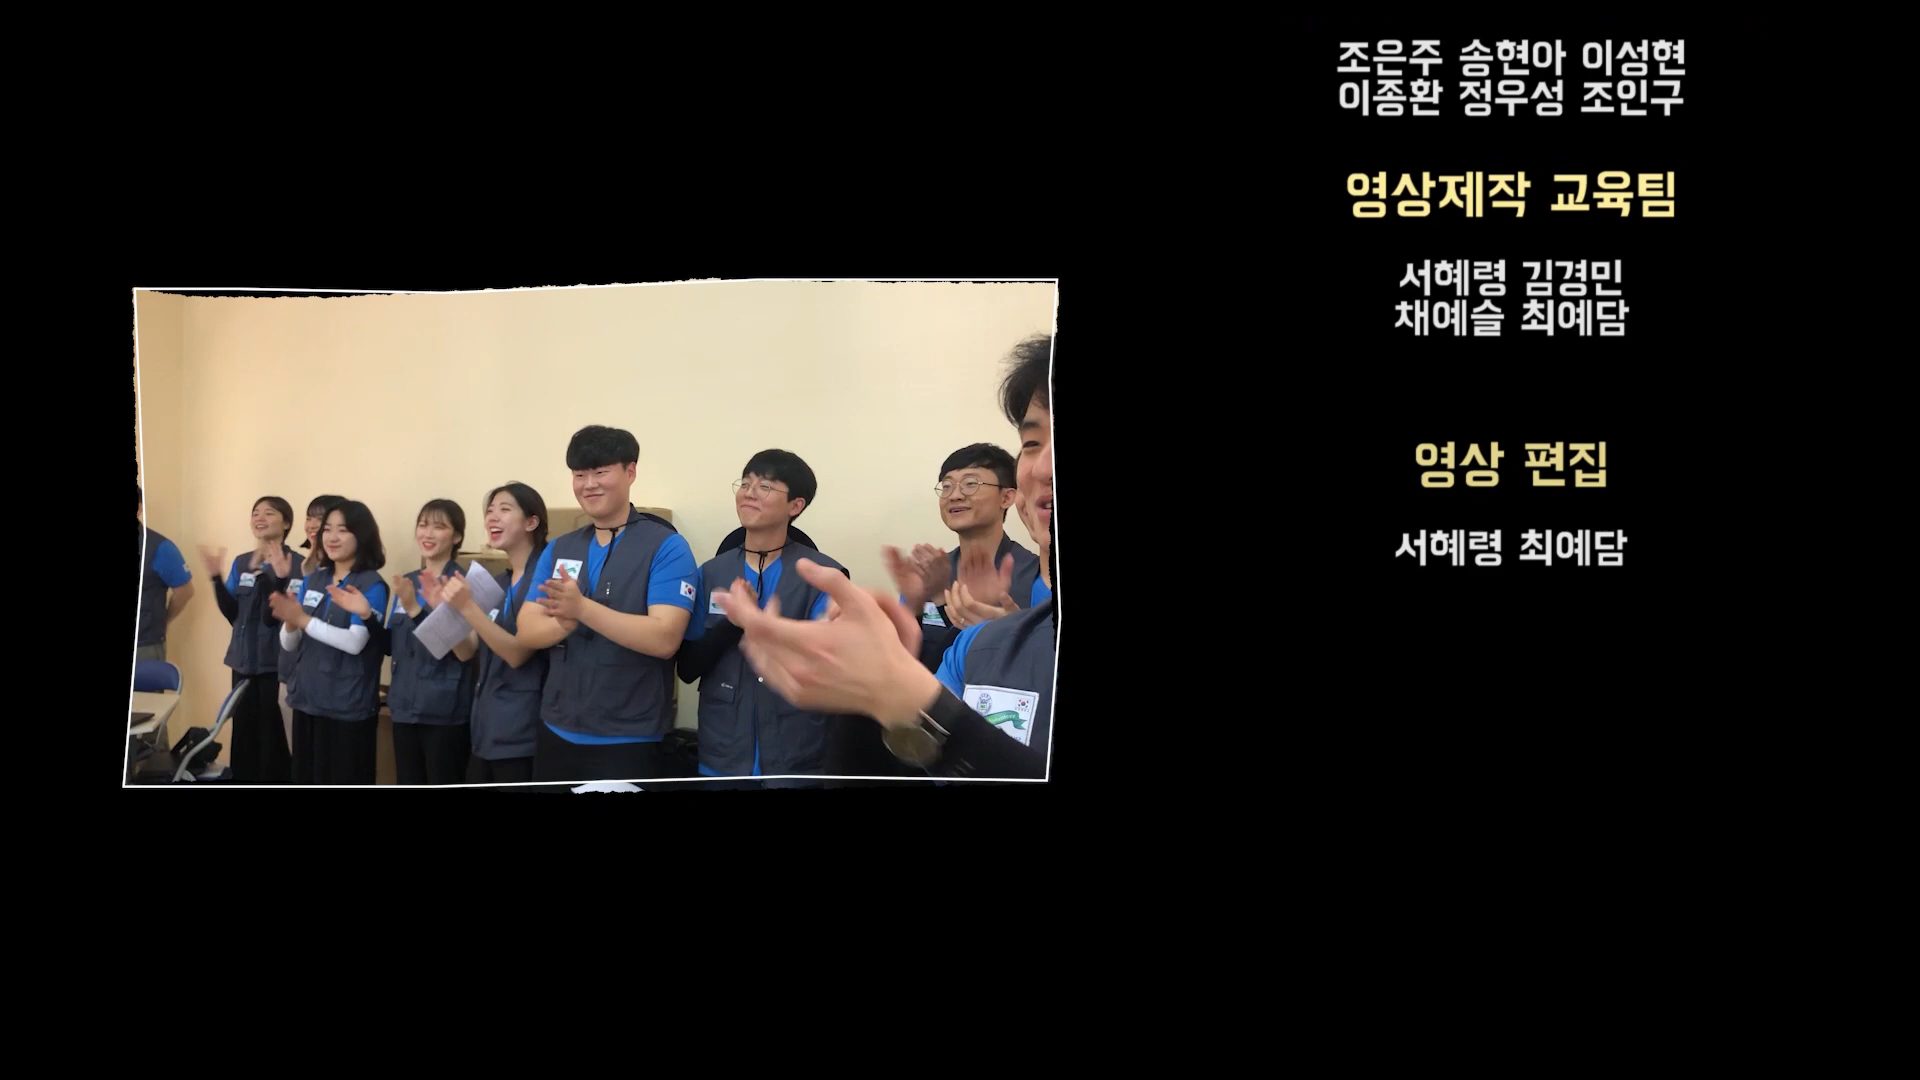 조은주 송현아 이성현
이종환 정우성 조인구
영상제작 교육팀
서혜령 김경민
채예슬 최예담
영상 편집
서혜령 최예담